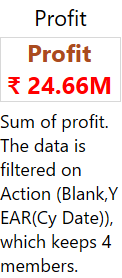 Profit
Profit
₹ 24.66M
Sum of profit.
The data is
filtered on
Action (Blank,Y
EAR(Cy Date)),
which keeps 4
members.